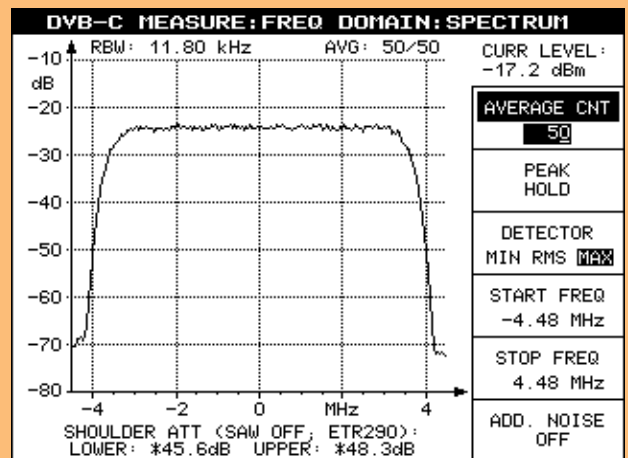 DVB-C MEASURE:FREQ DOMAIN:SPECTRUM
RBW: 11.80 kHz AVG: 50/50
-10
dB
-20
-30
-40
-50
-60
-70
-80
-4 -2 0 MHz 4
SHOULDER ATT (SAW OFF, ETR290):
LOWER: *45.6dB UPPER: *48.3dB
CURR LEVEL:
-17.2 dBm
AVERAGE CNT
50
PEAK
HOLD
DETECTOR
MIN RMS MAX
START FREQ
-4.48 MHz
STOP FREQ
4.48 MHz
ADD. NOISE
OFF